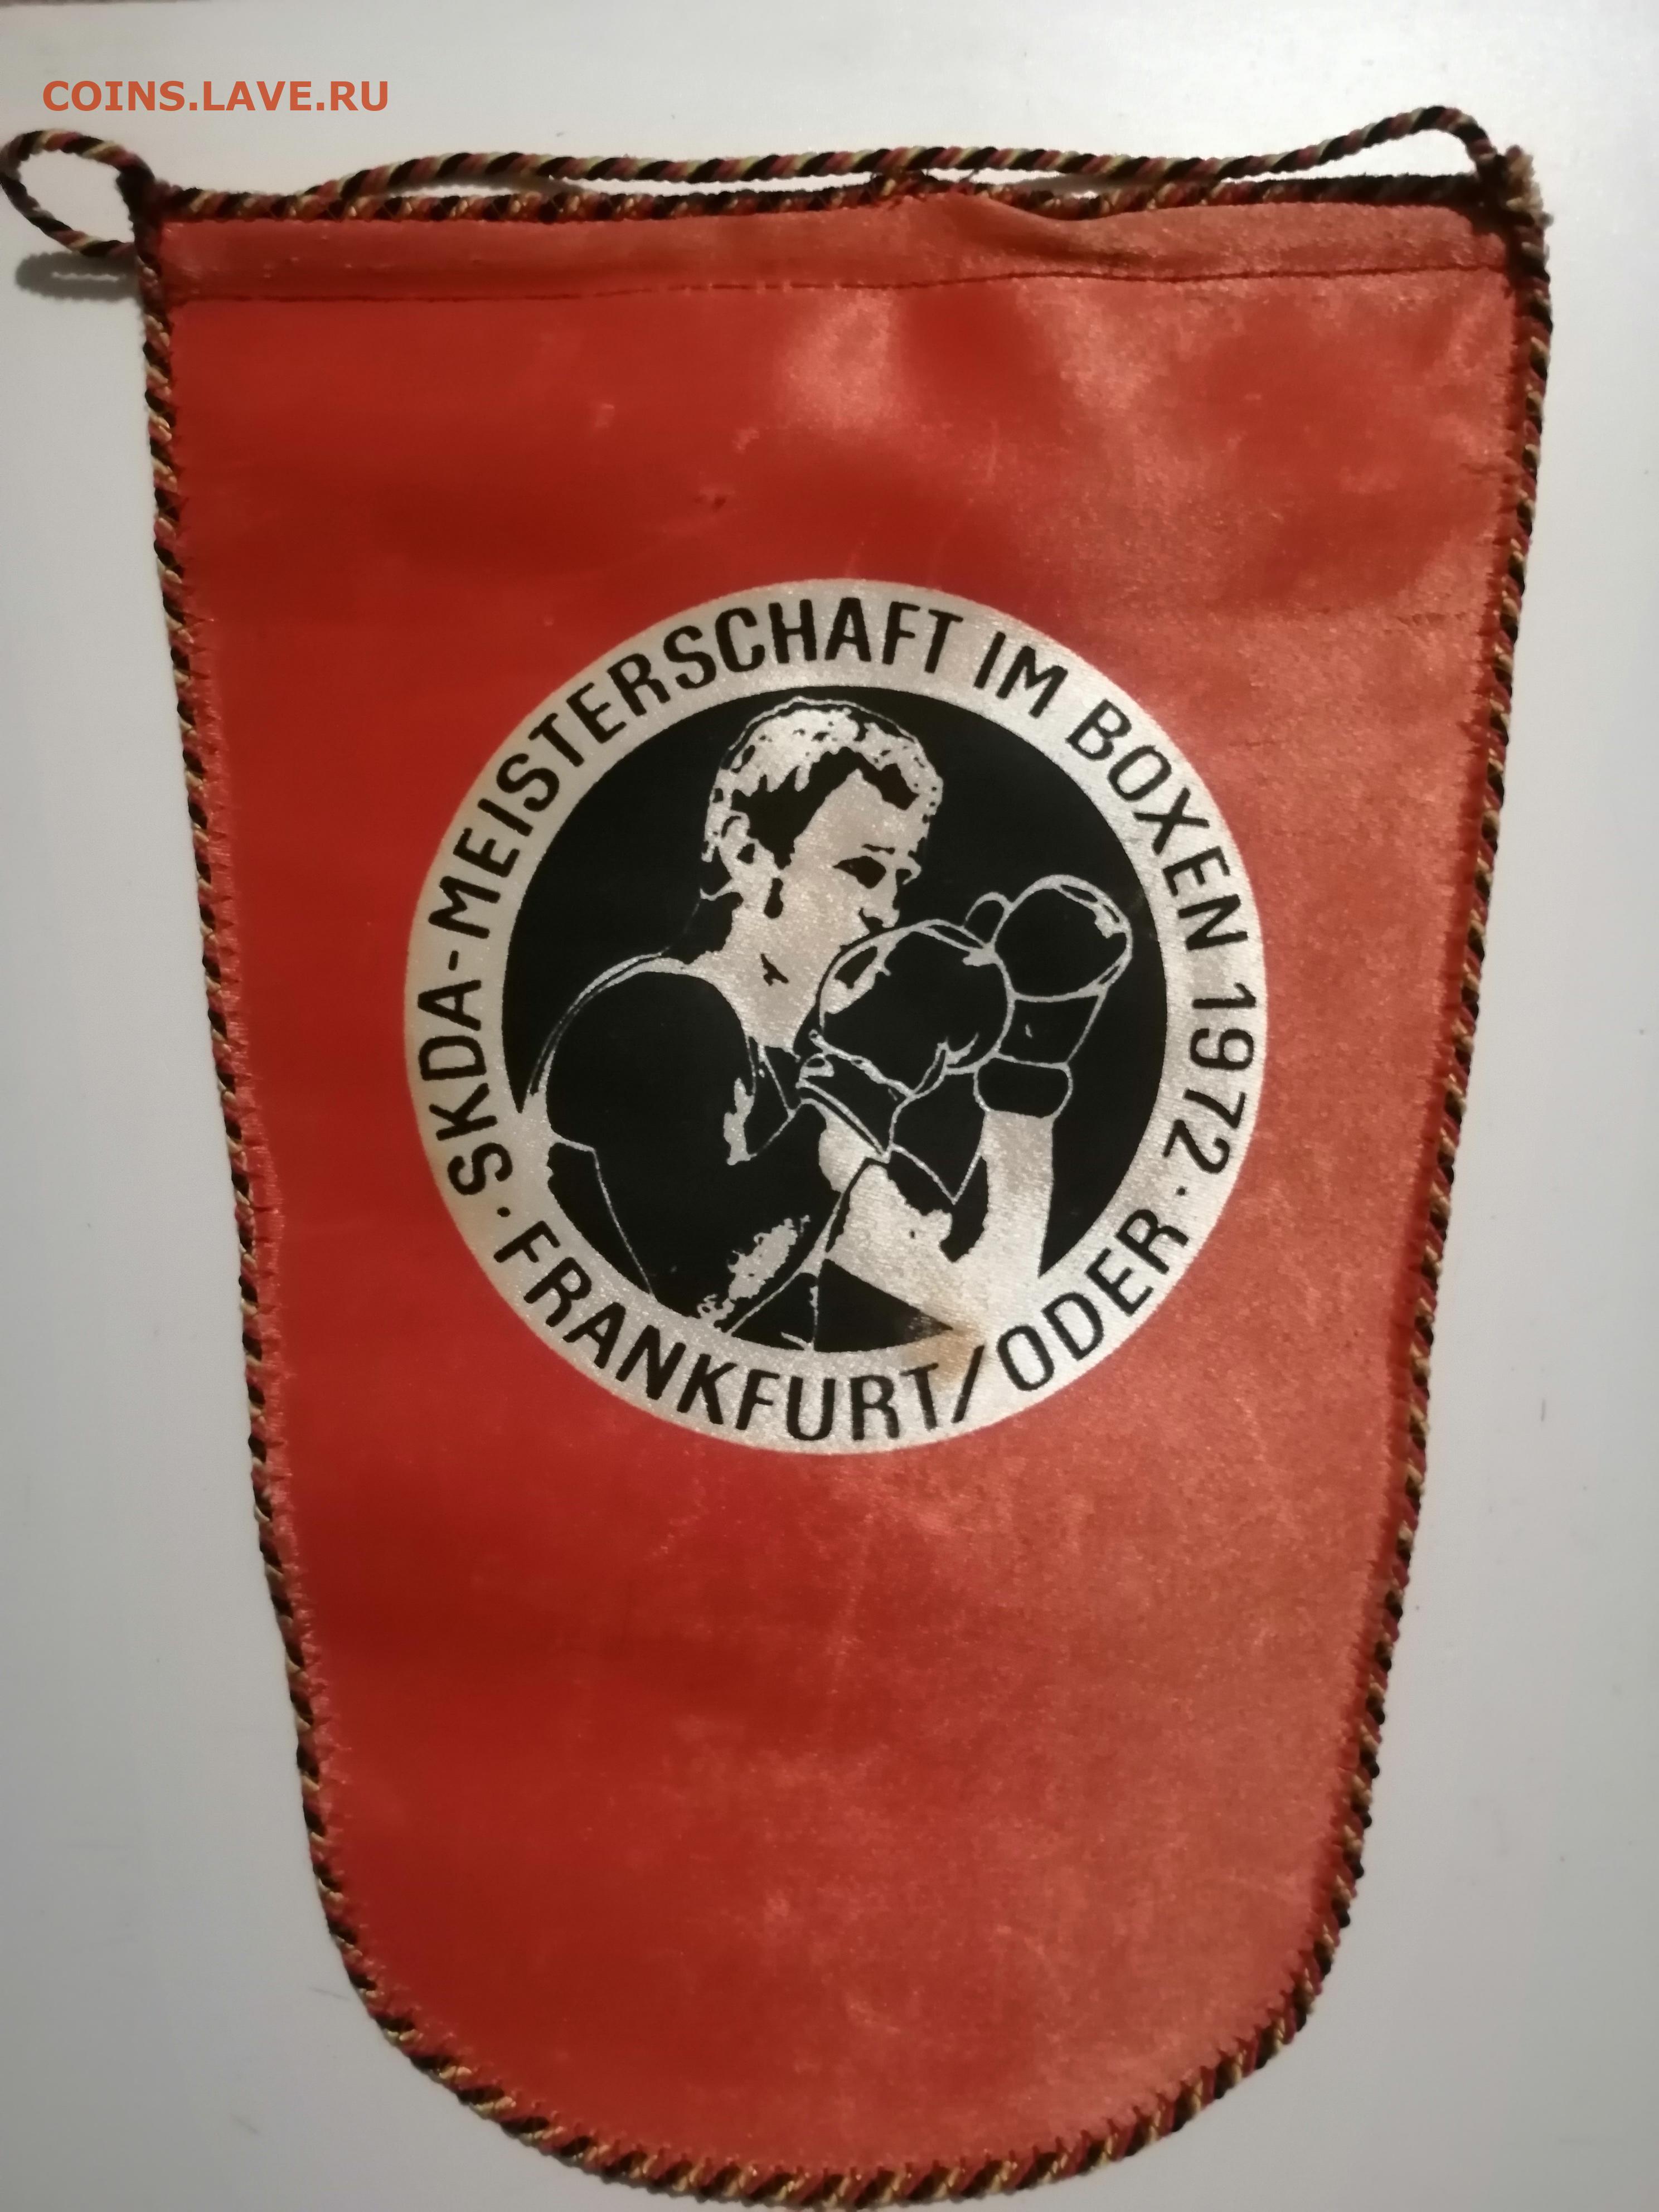 COINS.LAVE.RU
SKDA-MEISTERSCHAFT IM BOXEN 1972 ·
FRANKFURT/ODER ·